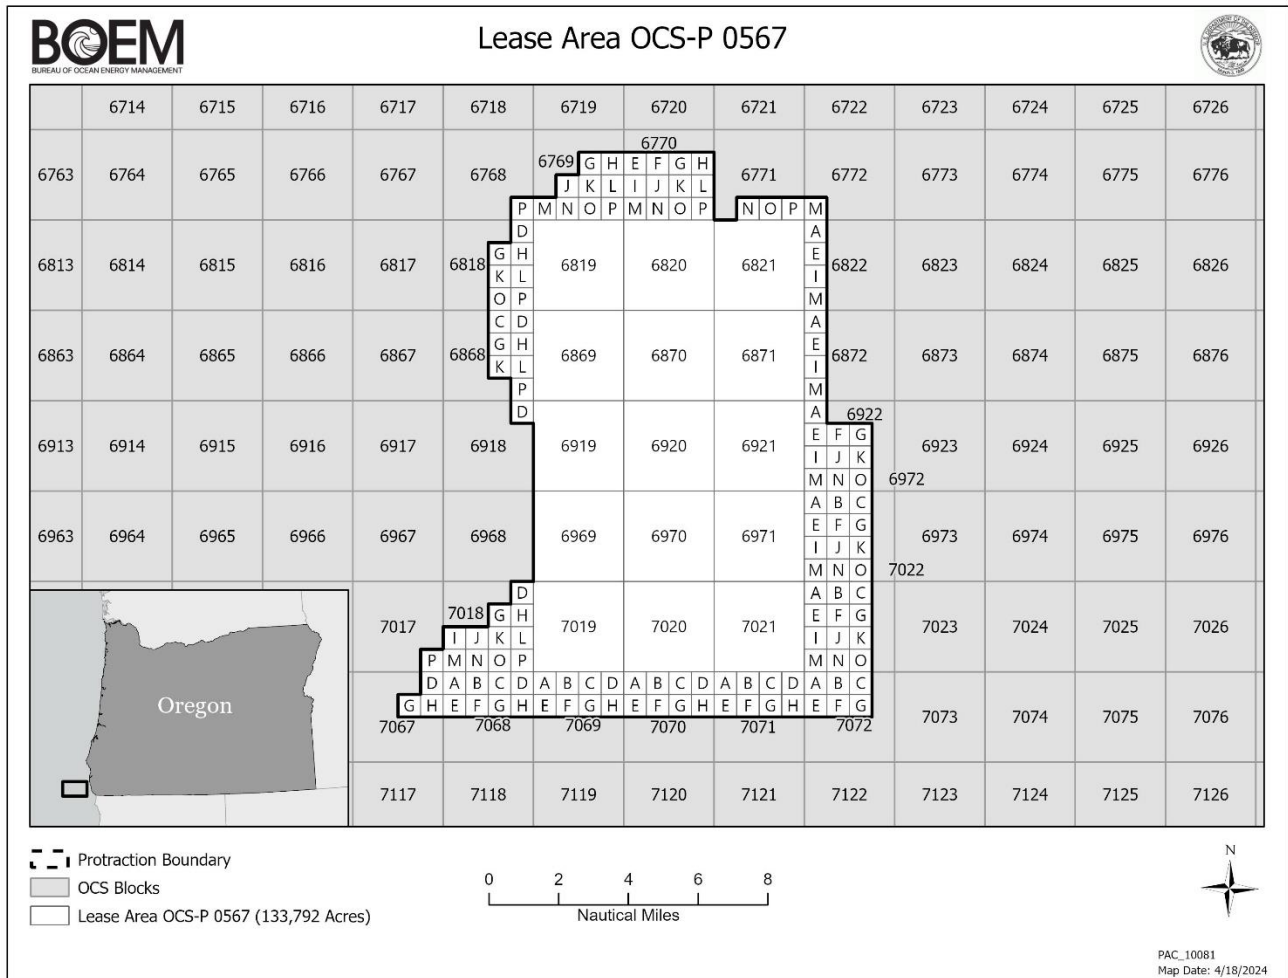 BOEM
BUREAU OF OCEAN ENERGY MANAGEMENT
Lease Area OCS-P 0567
6714 6715 6716 6717 6718 6719 6720 6721 6722 6723 6724 6725 6726
6770
6769 G H E F G H
6763 6764 6765 6766 6767 6768 6771 6772 6773 6774 6775 6776
J K L I J K L
P M N O P M N O P N O P M
D A
G H E
6813 6814 6815 6816 6817 6818 6819 6820 6821 6822 6823 6824 6825 6826
K L I
O P M
C D A
G H E
6863 6864 6865 6866 6867 6868 6869 6870 6871 6872 6873 6874 6875 6876
K L I
P M
D A 6922
E F G
6913 6914 6915 6916 6917 6918 6919 6920 6921 6923 6924 6925 6926
I J K
M N O 6972
A B C
E F G
6963 6964 6965 6966 6967 6968 6969 6970 6971 6973 6974 6975 6976
I J K
M N O 7022
D A B C
7018 G H E F G
7017 7019 7020 7021 7023 7024 7025 7026
I J K L I J K
P M N O P M N O
D A B C D A B C D A B C D A B C D A B C
G H E F G H E F G H E F G H E F G H E F G
7067 7068 7069 7070 7071 7072 7073 7074 7075 7076
7117 7118 7119 7120 7121 7122 7123 7124 7125 7126
Oregon
Protraction Boundary
OCS Blocks
Lease Area OCS-P 0567 (133,792 Acres)
0 2 4 6 8
Nautical Miles
N
PAC_10081
Map Date: 4/18/2024